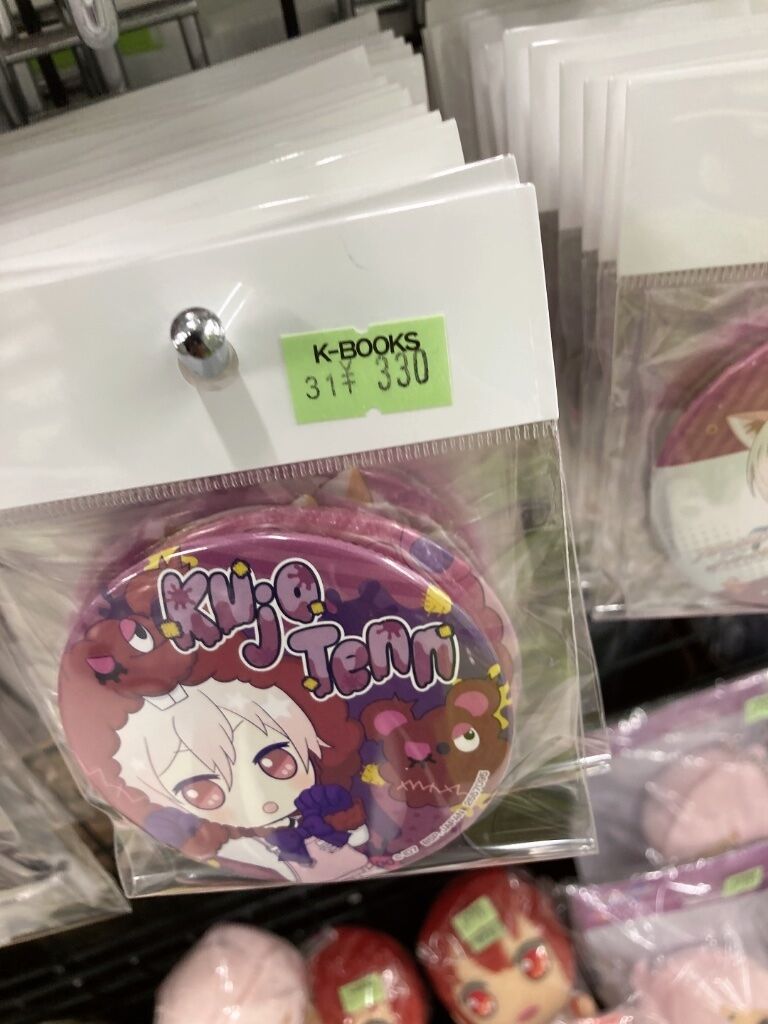 K-BOOKS
31 ¥ 330
Kujo
Tenn